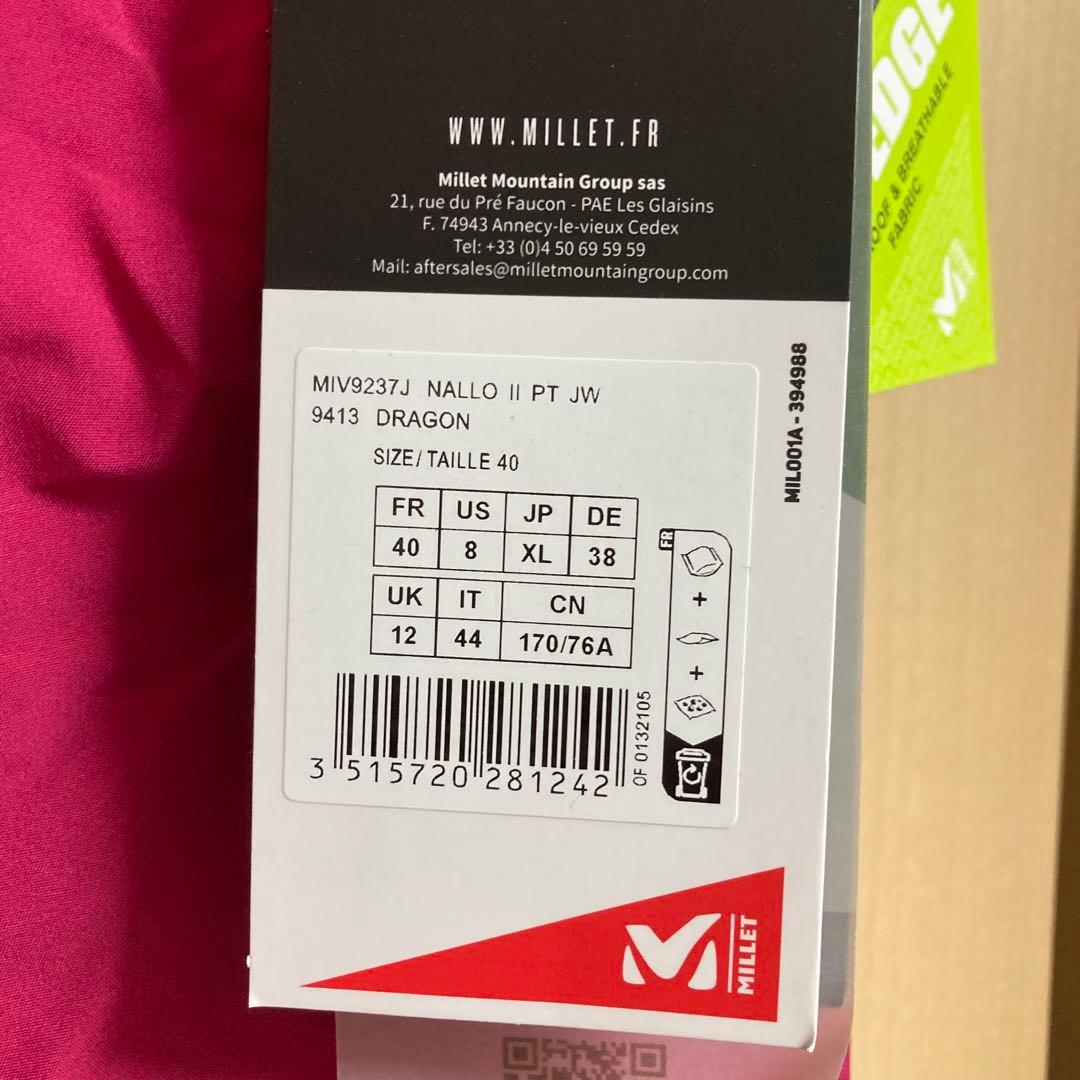 WWW.MILLET.FR
Millet Mountain Group sas
21, rue du Pré Faucon - PAE Les Glaisins
F. 74943 Annecy-le-vieux Cedex
Tel: +33 (0)4 50 69 59 59
Mail: aftersales@milletmountaingroup.com
MIV9237J NALLO II PT JW
9413 DRAGON
SIZE/TAILLE 40
FR US JP DE
40 8 XL 38
UK IT CN
12 44 170/76A
3 515720 281242
OF 0132105
FR
+
+
MIL001A - 394988
MILLET
EDGE
OOF & BREATHABLE
FABRIC